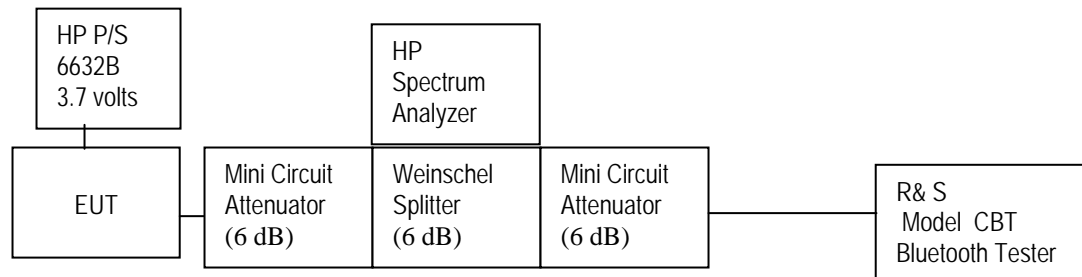 HP P/S
6632B
3.7 volts
HP
Spectrum
Analyzer
EUT
Mini Circuit
Attenuator
(6 dB)
Weinschel
Splitter
(6 dB)
Mini Circuit
Attenuator
(6 dB)
R& S
Model CBT
Bluetooth Tester